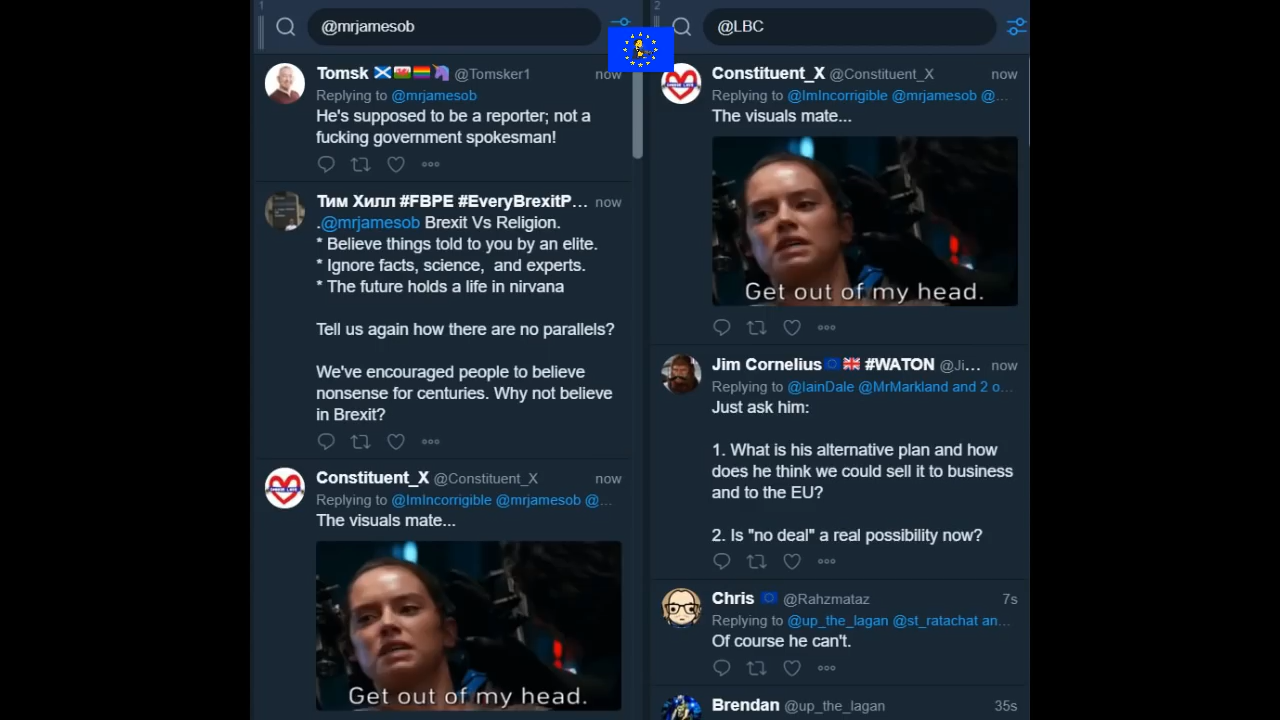 1
@mrjamesob
Tomsk @Tomsker1 now
Replying to @mrjamesob
He's supposed to be a reporter; not a
fucking government spokesman!
Тим Хилл #FBPE #EveryBrexitP... now
.@mrjamesob Brexit Vs Religion.
* Believe things told to you by an elite.
* Ignore facts, science, and experts.
* The future holds a life in nirvana
Tell us again how there are no parallels?
We've encouraged people to believe
nonsense for centuries. Why not believe
in Brexit?
Constituent_X @Constituent_X now
Replying to @ImIncorrigible @mrjamesob @...
The visuals mate...
Get out of my head.
2
@LBC
Constituent_X @Constituent_X now
Replying to @ImIncorrigible @mrjamesob @...
The visuals mate...
Get out of my head.
Jim Cornelius #WATON @Ji... now
Replying to @IainDale @MrMarkland and 2 o...
Just ask him:
1. What is his alternative plan and how
does he think we could sell it to business
and to the EU?
2. Is "no deal" a real possibility now?
Chris @Rahzmataz 7s
Replying to @up_the_lagan @st_ratachat an...
Of course he can't.
Brendan @up_the_lagan 35s